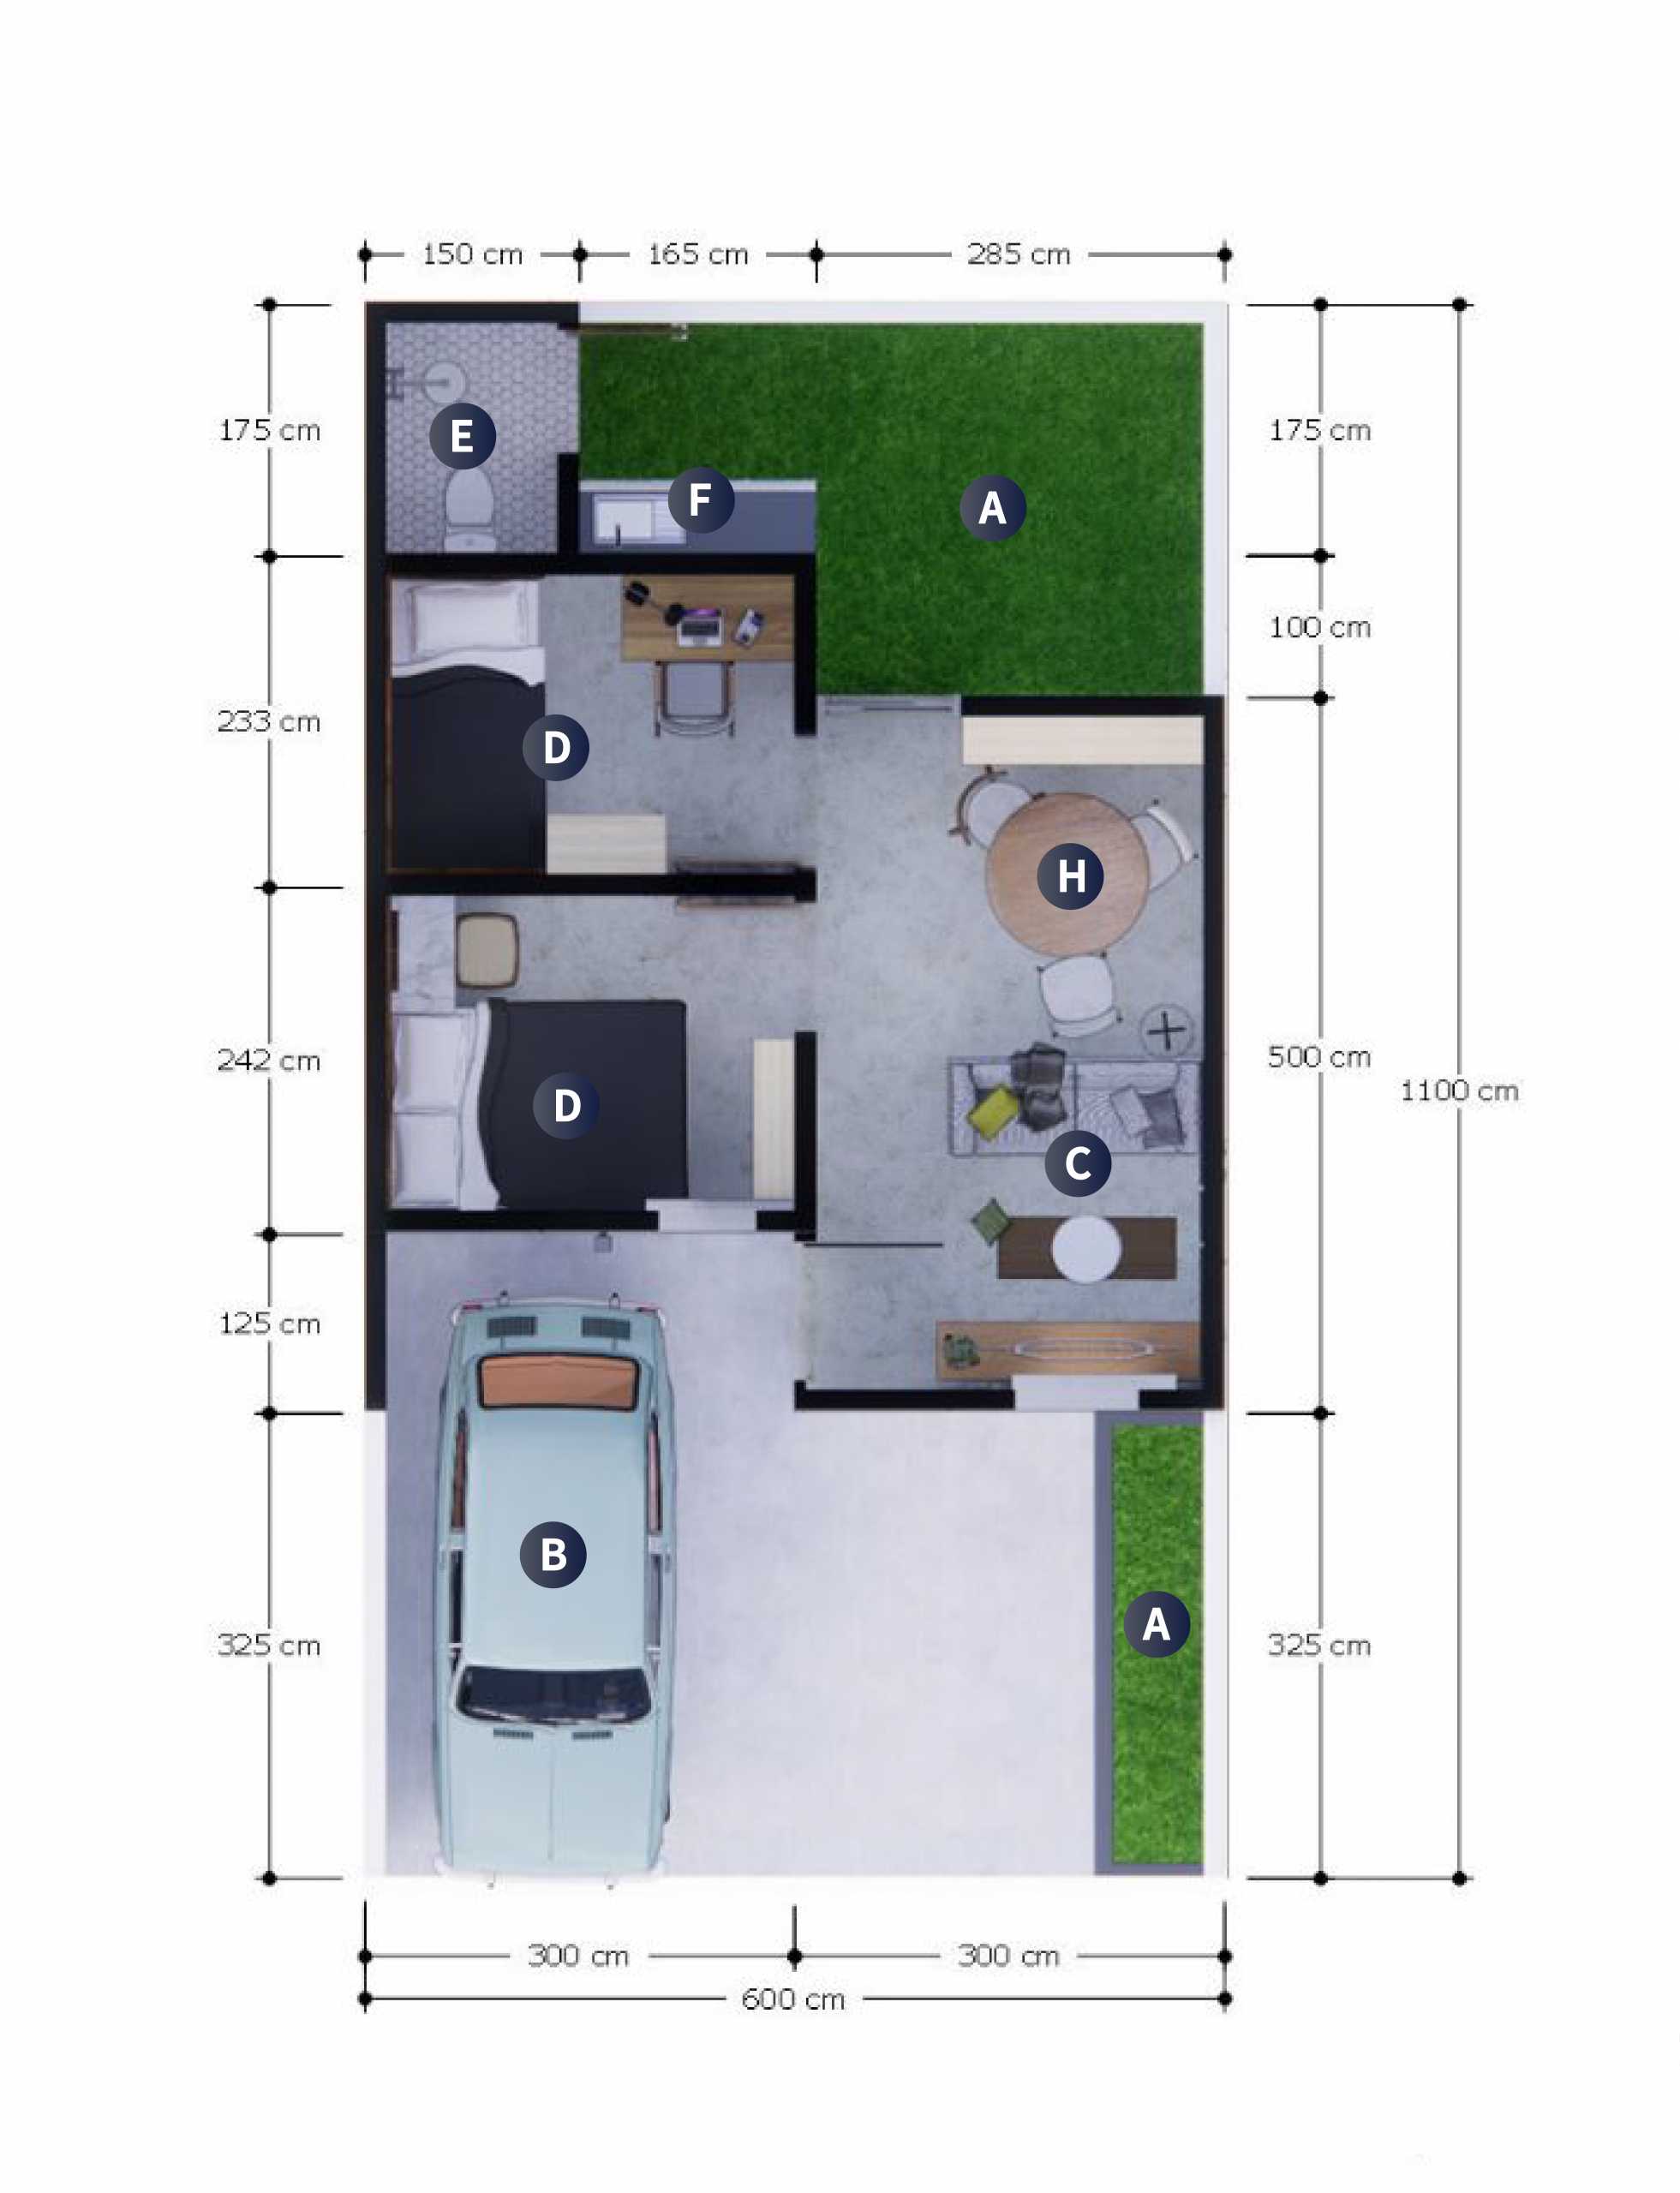 150 cm 165 cm 285 cm
E
175 cm
175 cm
F
A
100 cm
233 cm
D
H
242 cm
500 cm
1100 cm
D
C
125 cm
B
A
325 cm
325 cm
300 cm 300 cm
600 cm